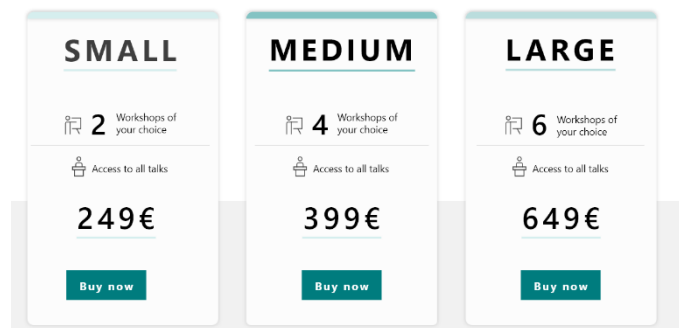 SMALL
2 Workshops of
your choice
Access to all talks
249€
Buy now
MEDIUM
4 Workshops of
your choice
Access to all talks
399€
Buy now
LARGE
6 Workshops of
your choice
Access to all talks
649€
Buy now